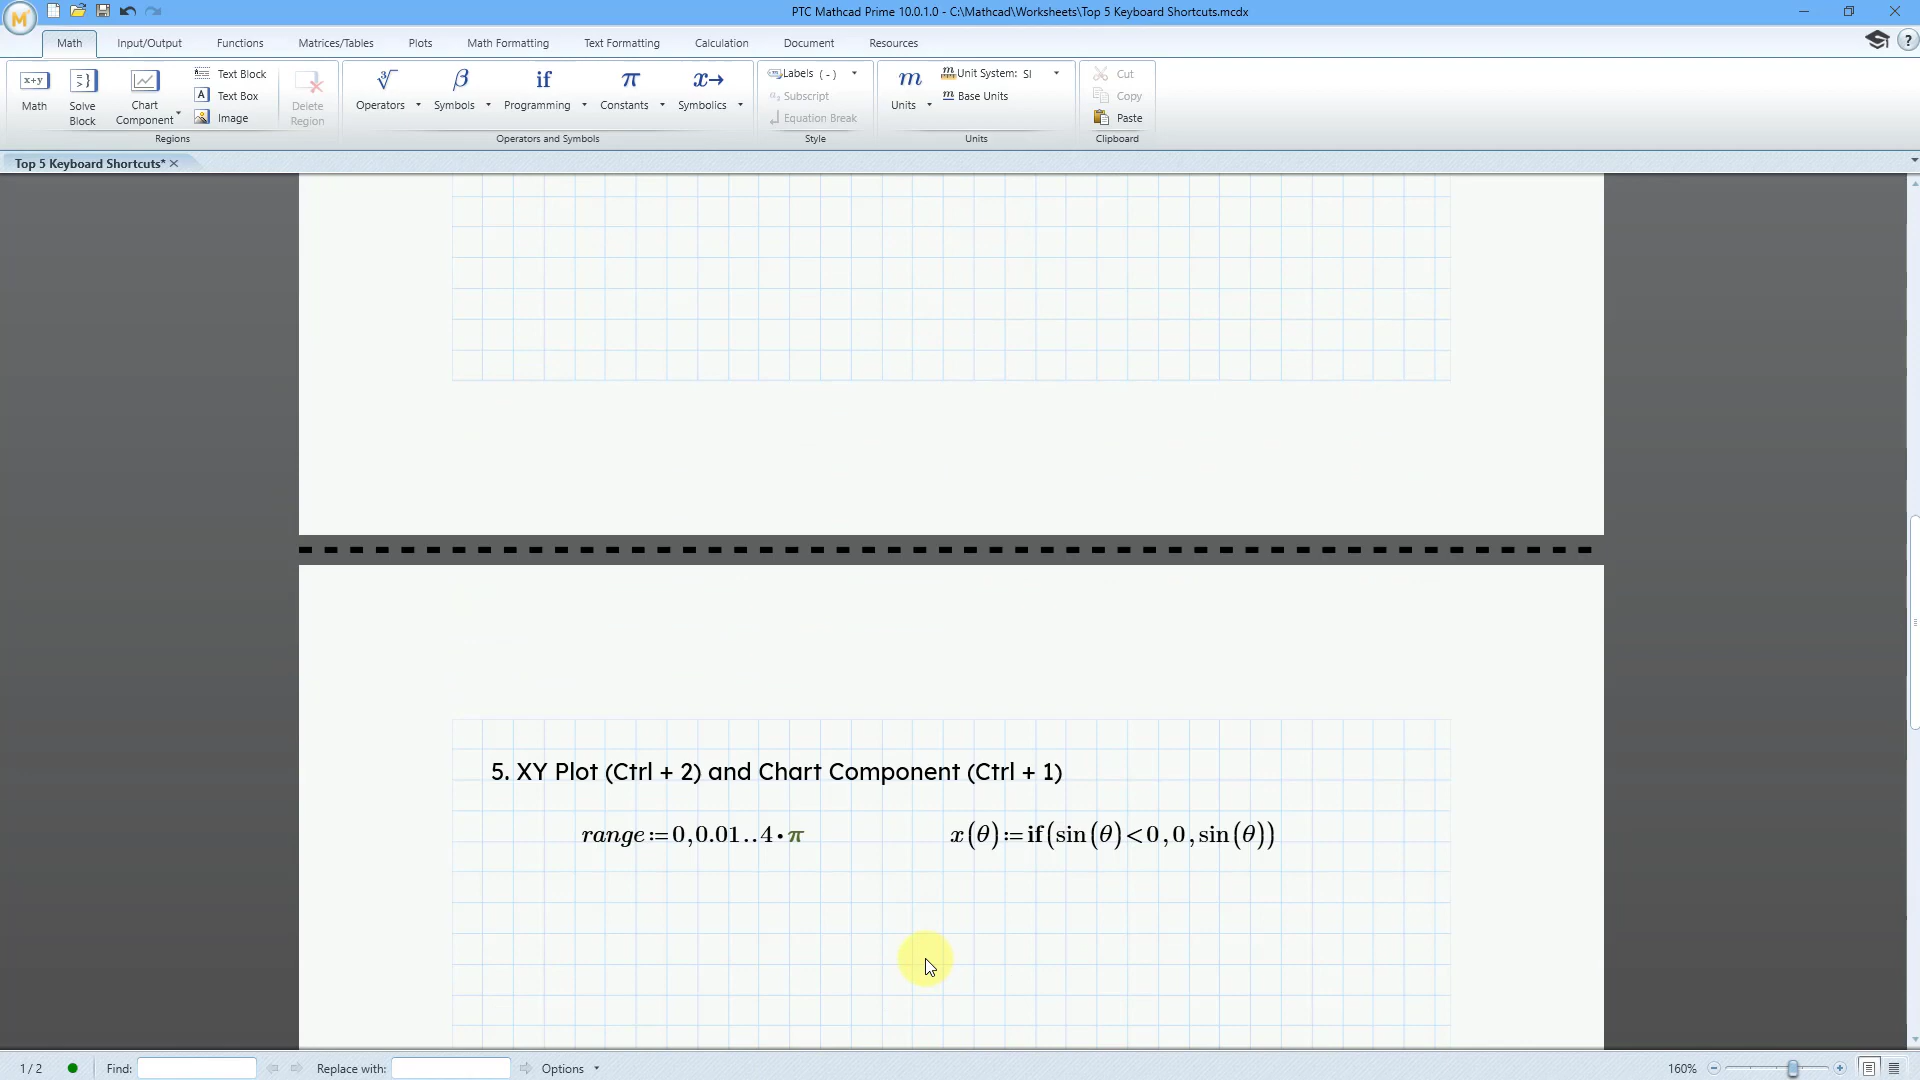 PTC Mathcad Prime 10.0.1.0 - C:\Mathcad\Worksheets\Top 5 Keyboard Shortcuts.mcdx
Math Input/Output Functions Matrices/Tables Plots Math Formatting Text Formatting Calculation Document Resources
Math
Solve Block
Chart Component
Text Block
Text Box
Image
Delete Region
Regions
Operators
Symbols
Programming
Constants
Symbolics
Operators and Symbols
Labels ( - )
Subscript
Equation Break
Style
Units
Unit System: SI
Base Units
Units
Cut
Copy
Paste
Clipboard
Top 5 Keyboard Shortcuts*
5. XY Plot (Ctrl + 2) and Chart Component (Ctrl + 1)
range:=0,0.01..4•π x(θ):=if(sin(θ)<0,0,sin(θ))
1 / 2 Find: Replace with: Options 160%